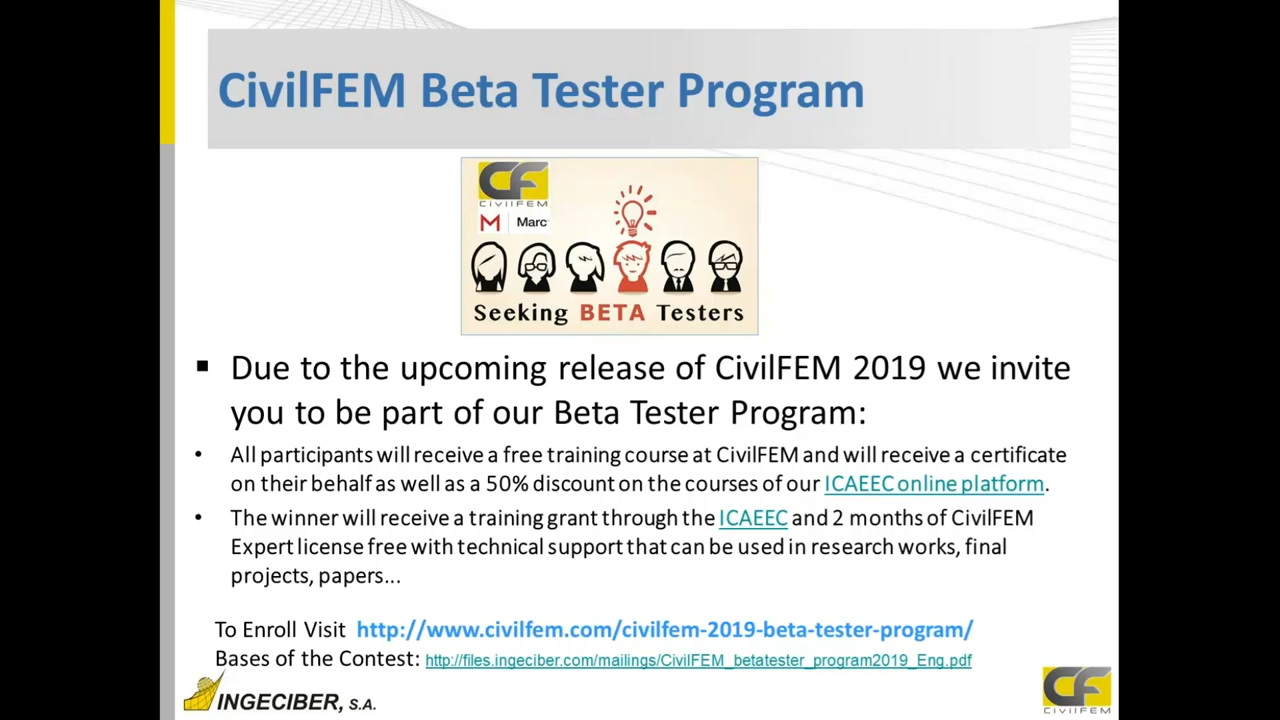 CivilFEM Beta Tester Program
CF
CIVILFEM
M | Marc
Seeking BETA Testers
▪ Due to the upcoming release of CivilFEM 2019 we invite
you to be part of our Beta Tester Program:
• All participants will receive a free training course at CivilFEM and will receive a certificate
on their behalf as well as a 50% discount on the courses of our ICAEEC online platform.
• The winner will receive a training grant through the ICAEEC and 2 months of CivilFEM
Expert license free with technical support that can be used in research works, final
projects, papers...
To Enroll Visit http://www.civilfem.com/civilfem-2019-beta-tester-program/
Bases of the Contest: http://files.ingeciber.com/mailings/CivilFEM_betatester_program2019_Eng.pdf
INGECIBER, S.A.
CF
CIVILFEM